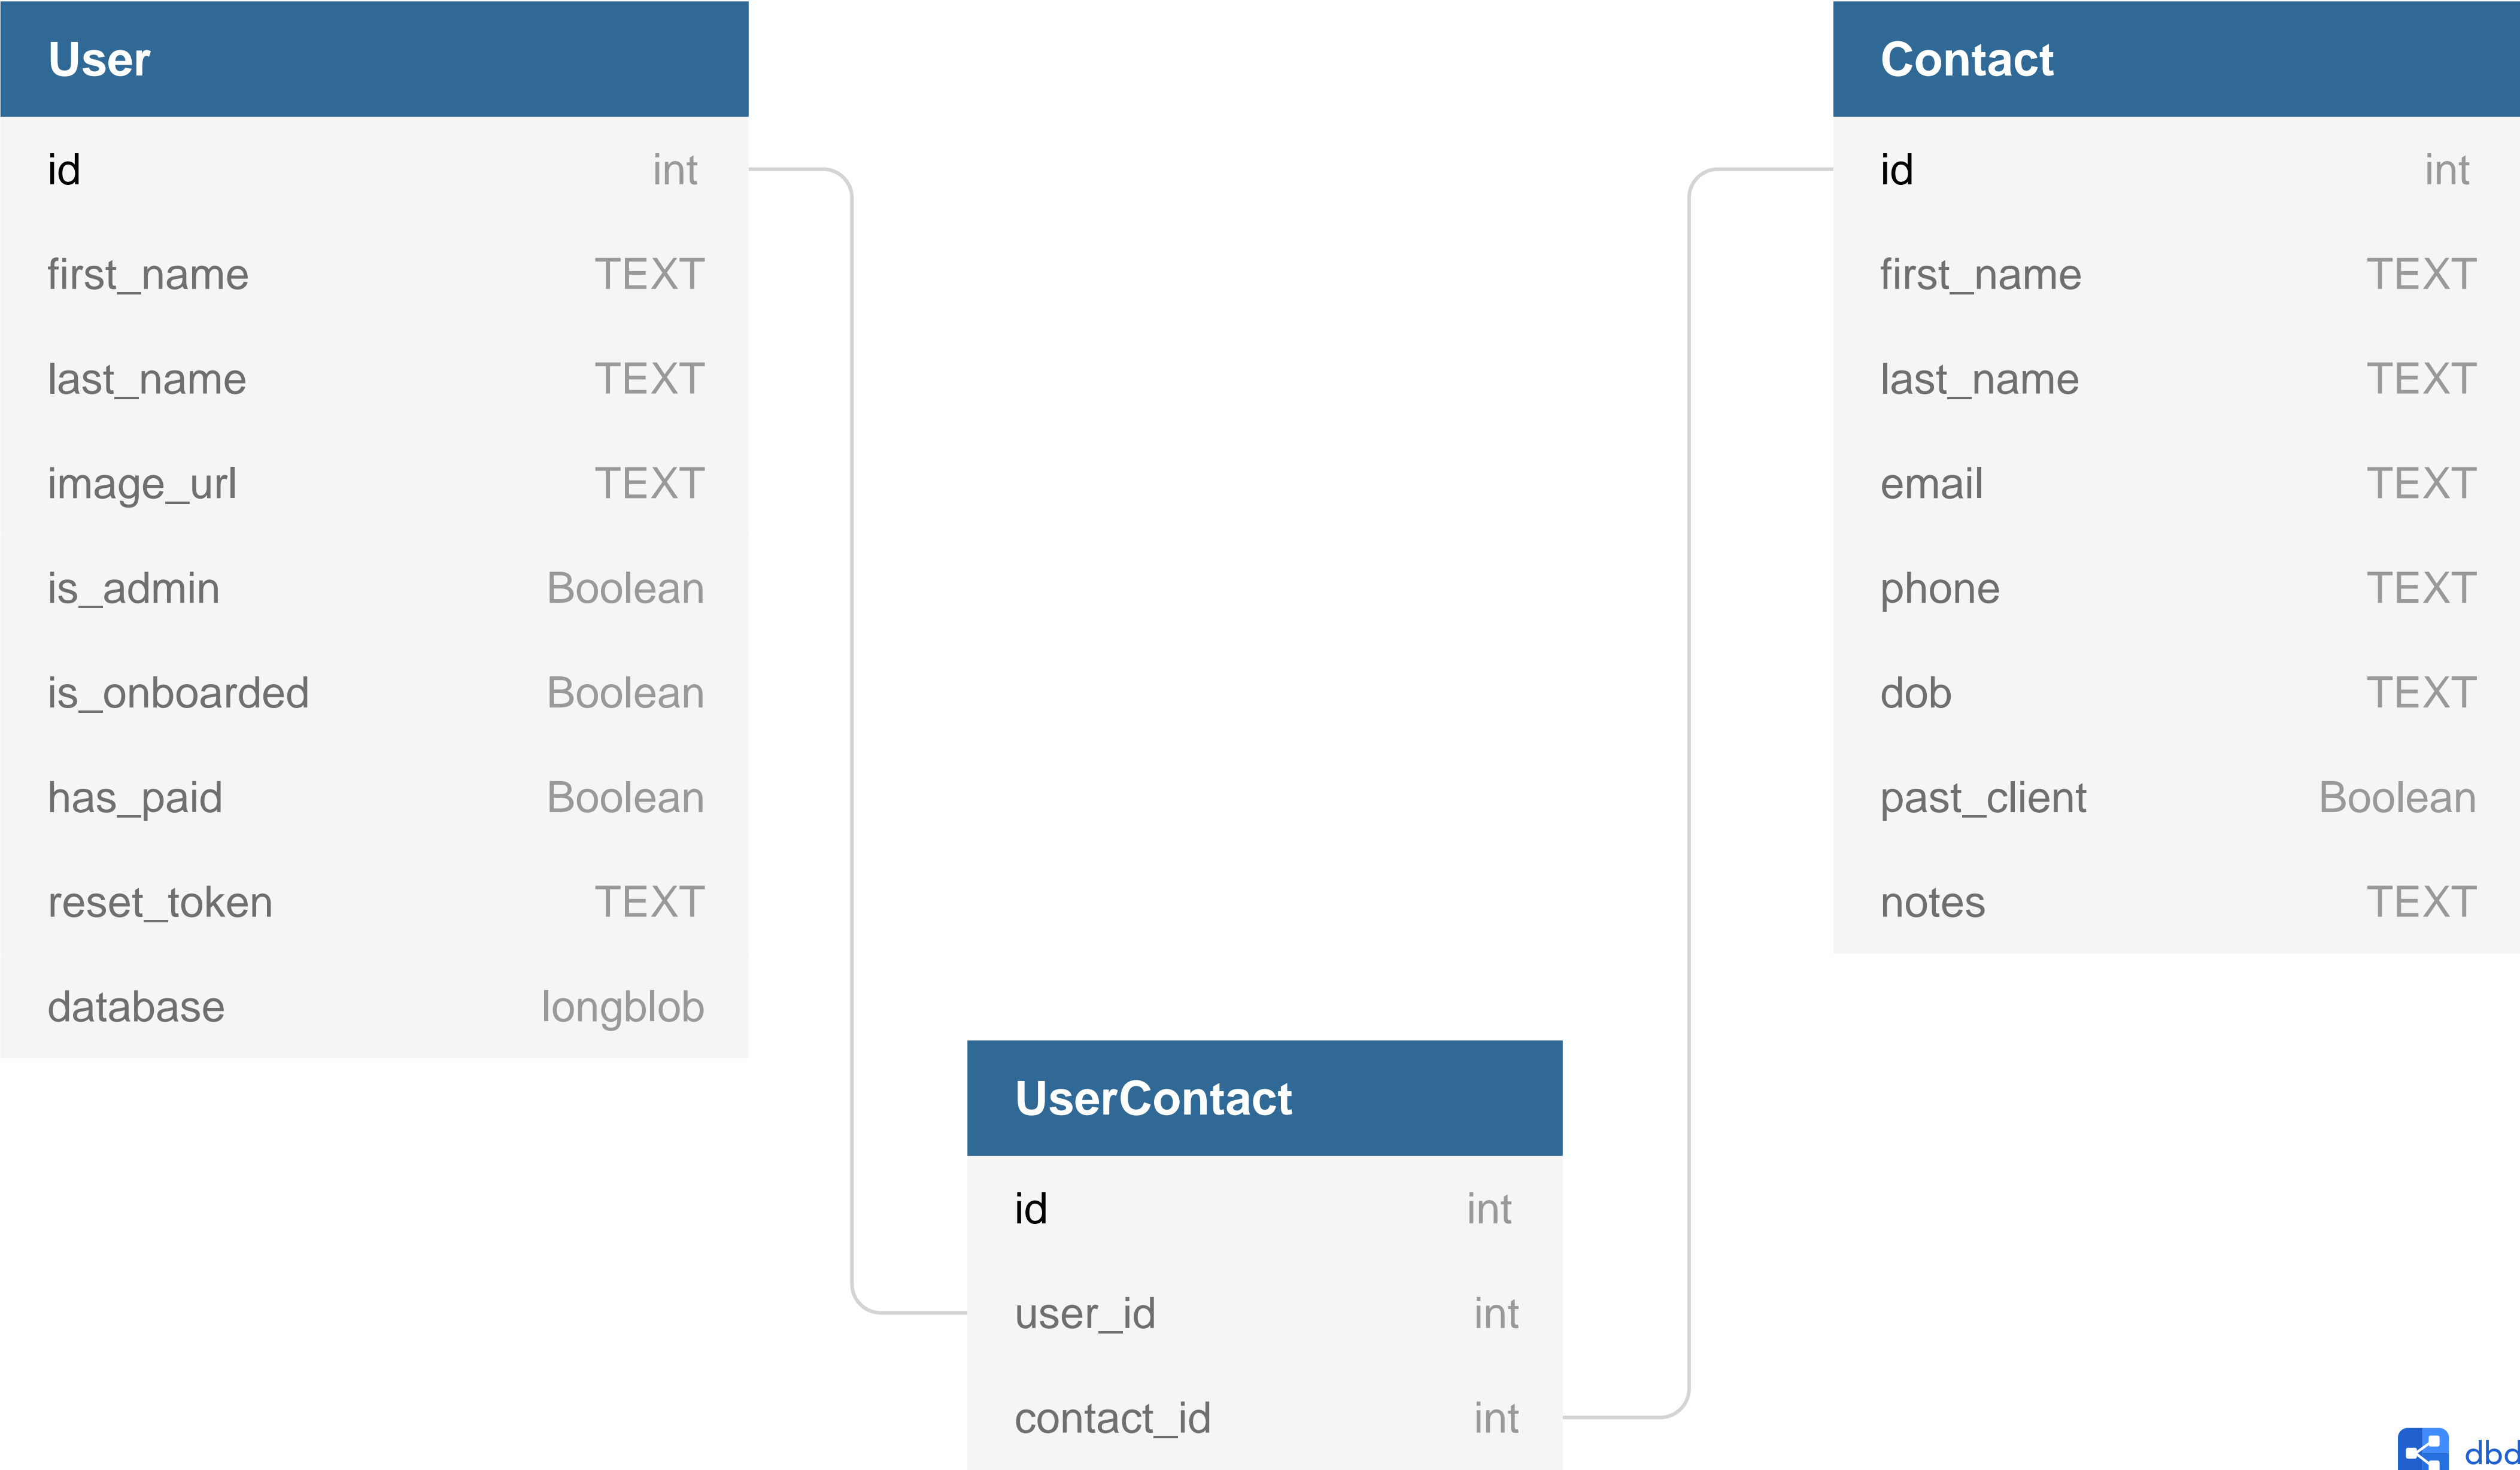 User
id int
first_name TEXT
last_name TEXT
image_url TEXT
is_admin Boolean
is_onboarded Boolean
has_paid Boolean
reset_token TEXT
database longblob
Contact
id int
first_name TEXT
last_name TEXT
email TEXT
phone TEXT
dob TEXT
past_client Boolean
notes TEXT
UserContact
id int
user_id int
contact_id int